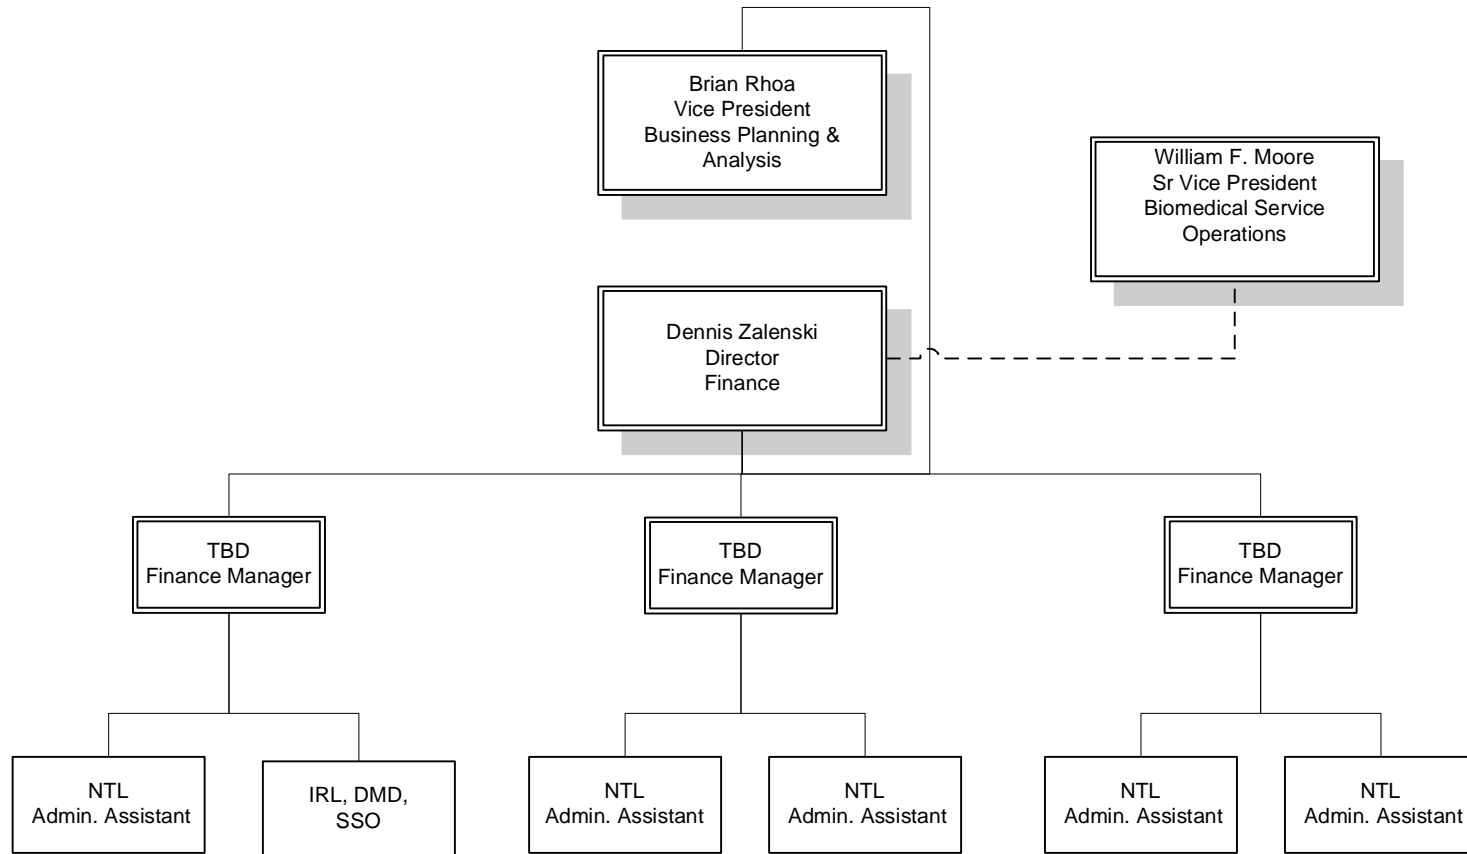 Brian Rhoa
Vice President
Business Planning &
Analysis
William F. Moore
Sr Vice President
Biomedical Service
Operations
Dennis Zalenski
Director
Finance
TBD
Finance Manager
TBD
Finance Manager
TBD
Finance Manager
NTL
Admin. Assistant
IRL, DMD,
SSO
NTL
Admin. Assistant
NTL
Admin. Assistant
NTL
Admin. Assistant
NTL
Admin. Assistant